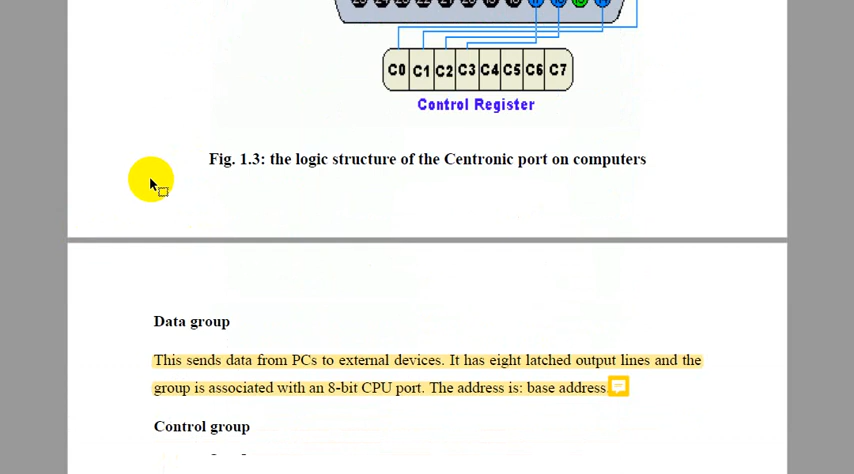 C0 C1 C2 C3 C4 C5 C6 C7
Control Register
Fig. 1.3: the logic structure of the Centronic port on computers
Data group
This sends data from PCs to external devices. It has eight latched output lines and the
group is associated with an 8-bit CPU port. The address is: base address
Control group